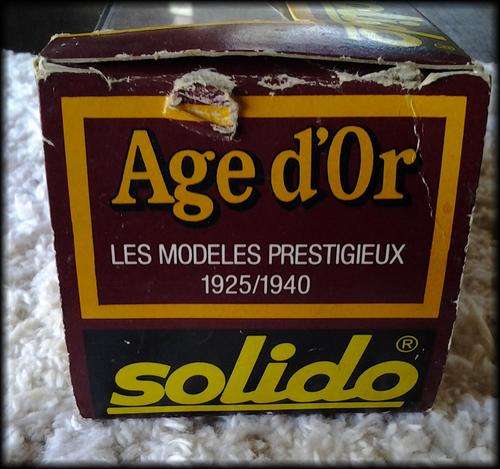 Age d'Or
LES MODELES PRESTIGIEUX
1925/1940
solido ®